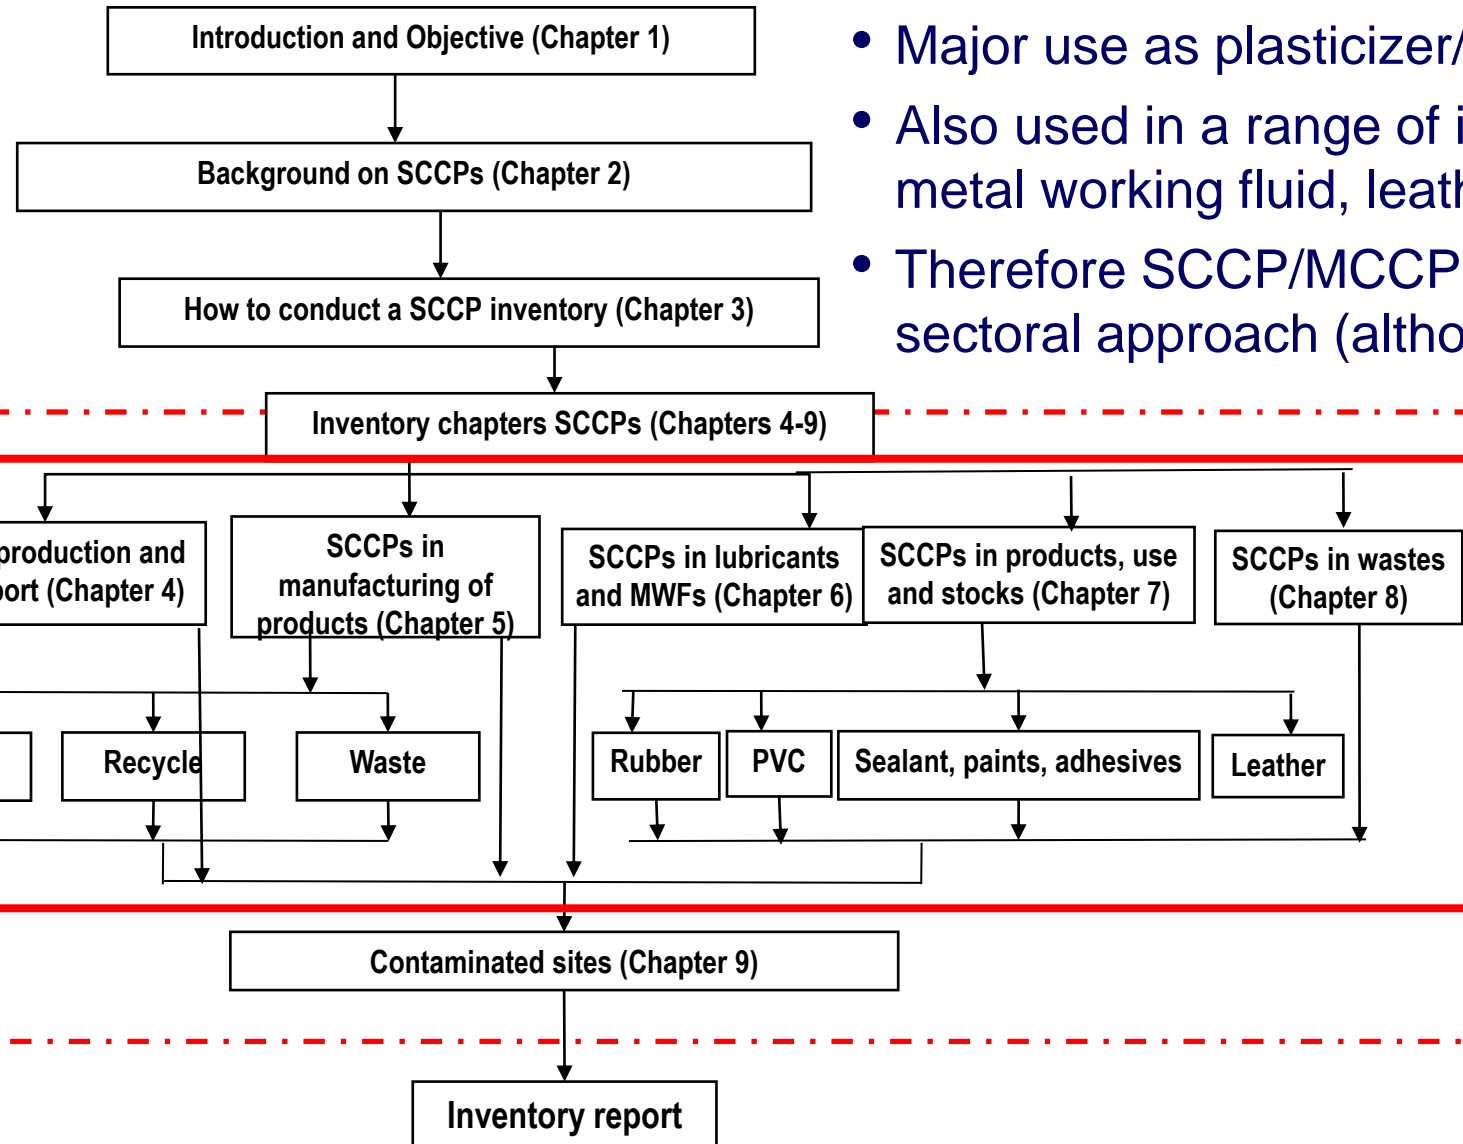 Introduction and Objective (Chapter 1)
Background on SCCPs (Chapter 2)
How to conduct a SCCP inventory (Chapter 3)
• Major use as plasticizer/
• Also used in a range of
metal working fluid,
• Therefore SCCP/MCCP
sectoral approach
Inventory chapters SCCPs (Chapters 4-9)
production and
(Chapter 4)
SCCPs in
manufacturing of
products (Chapter 5)
SCCPs in lubricants
and MWFs (Chapter 6)
SCCPs in products, use
and stocks (Chapter 7)
SCCPs in wastes
(Chapter 8)
Recycle
Waste
Rubber
PVC
Sealant, paints, adhesives
Leather
Contaminated sites (Chapter 9)
Inventory report